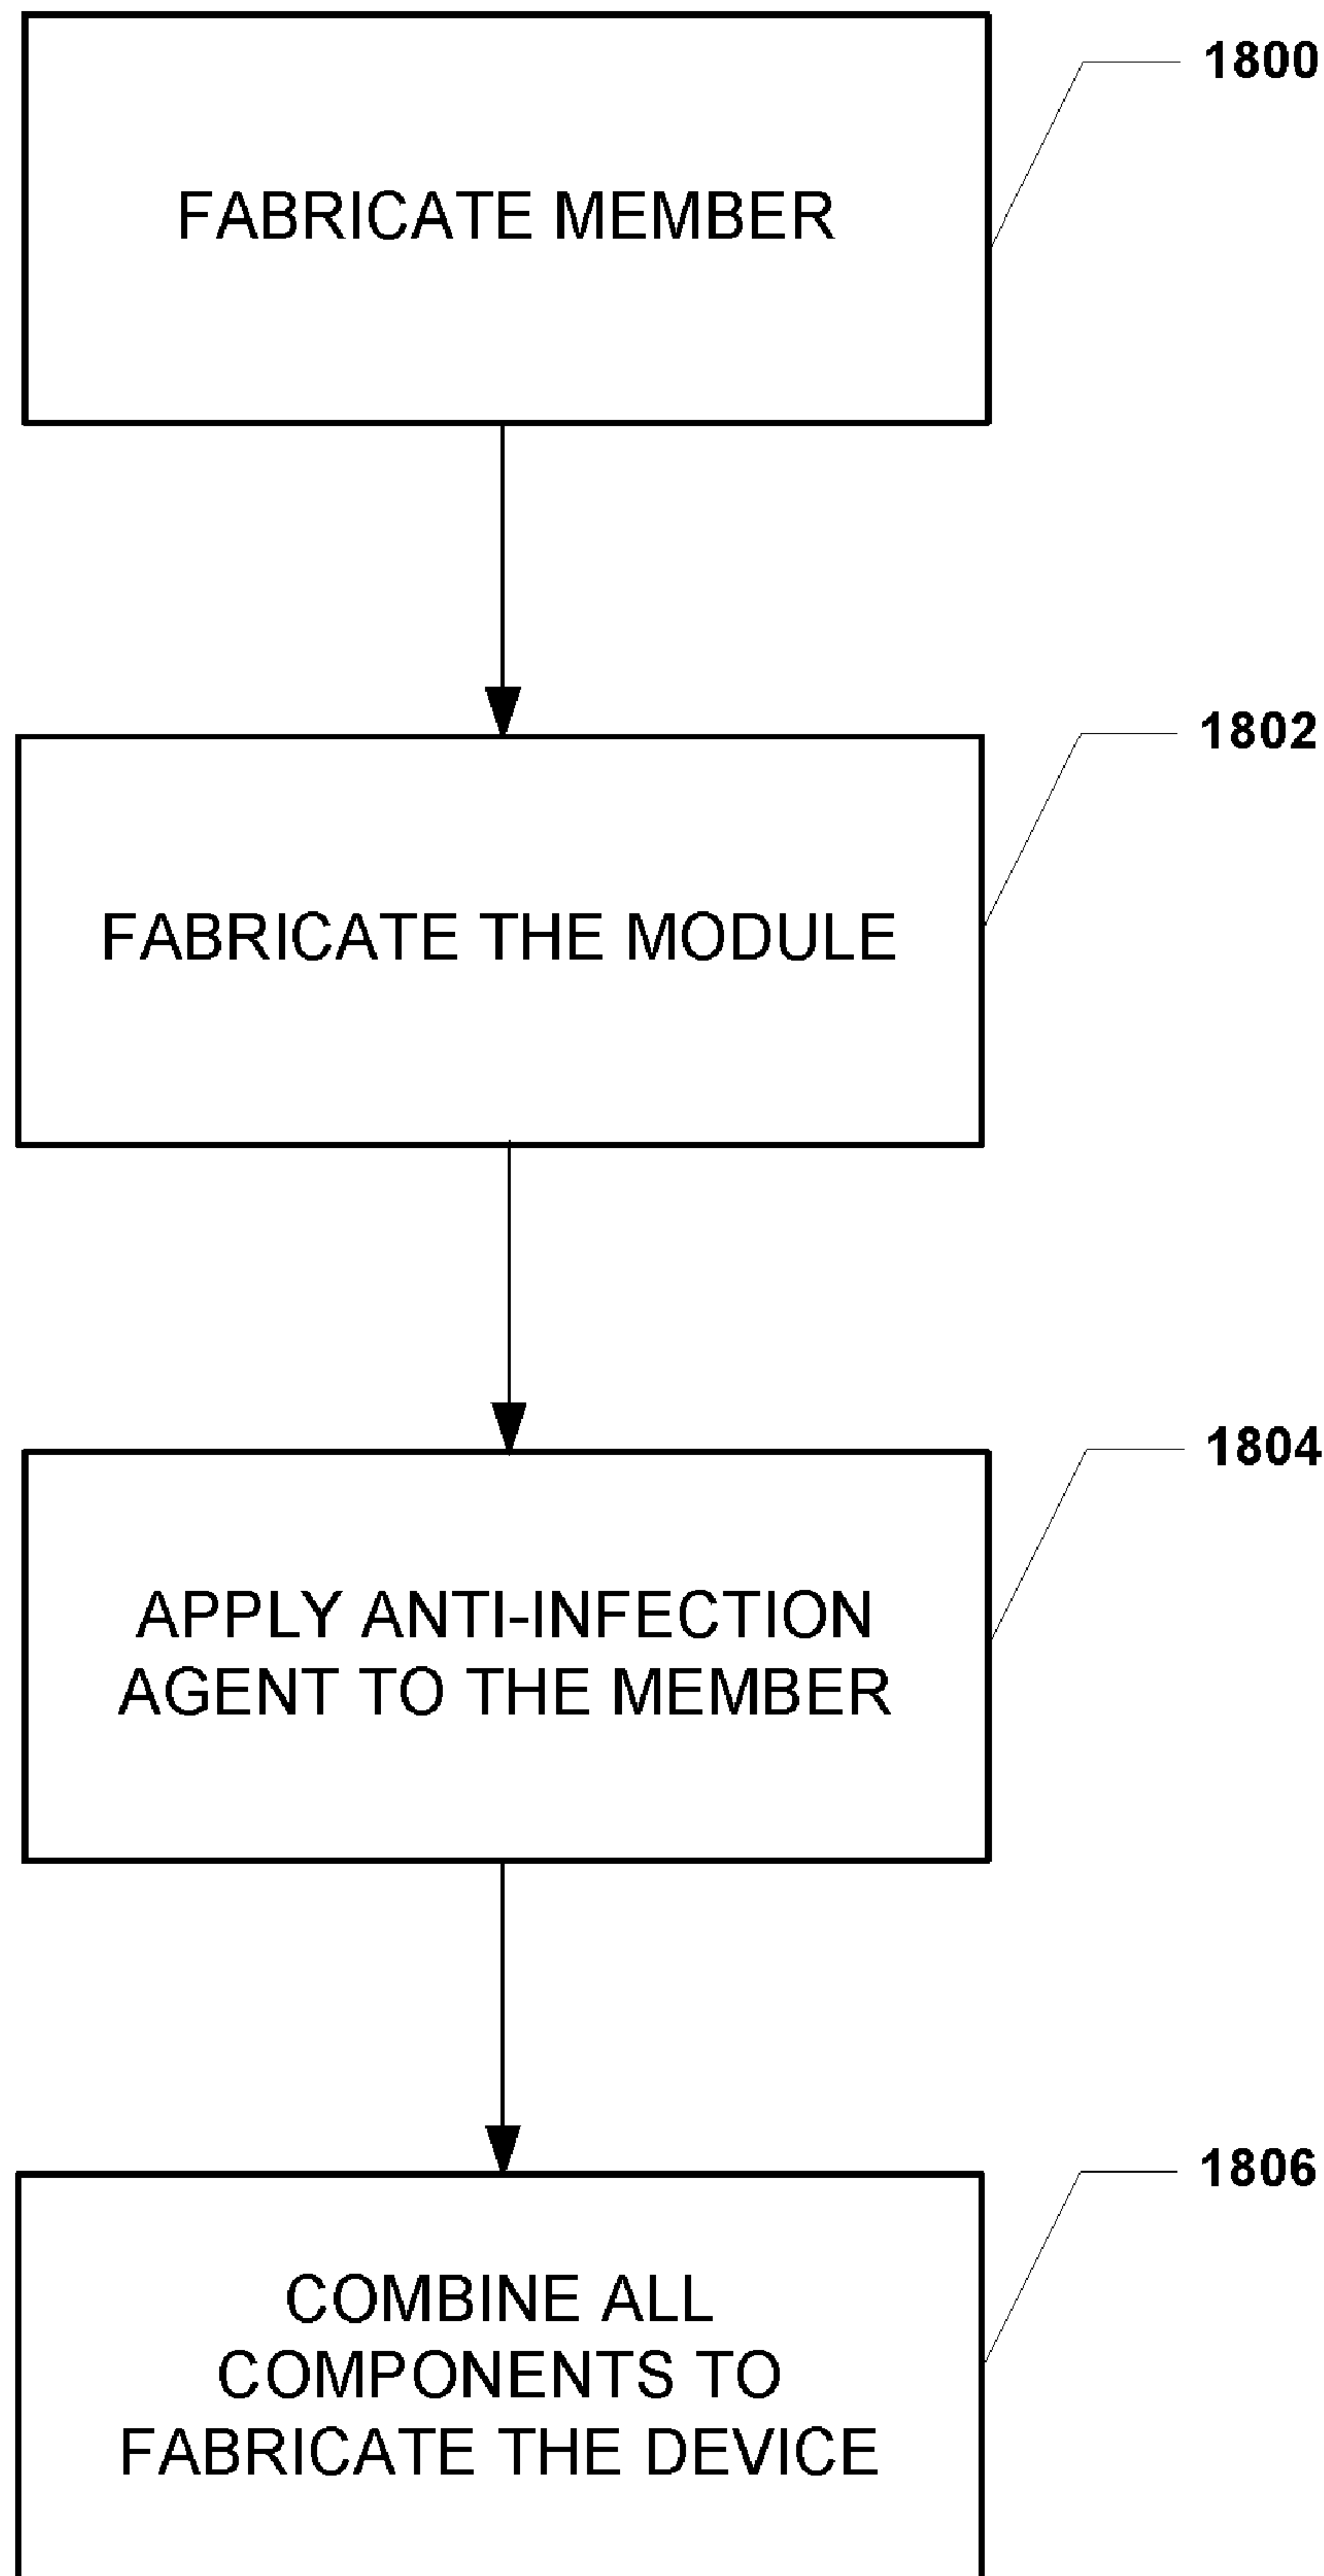 1800
FABRICATE MEMBER
1802
FABRICATE THE MODULE
1804
APPLY ANTI-INFECTION
AGENT TO THE MEMBER
1806
COMBINE ALL
COMPONENTS TO
FABRICATE THE DEVICE